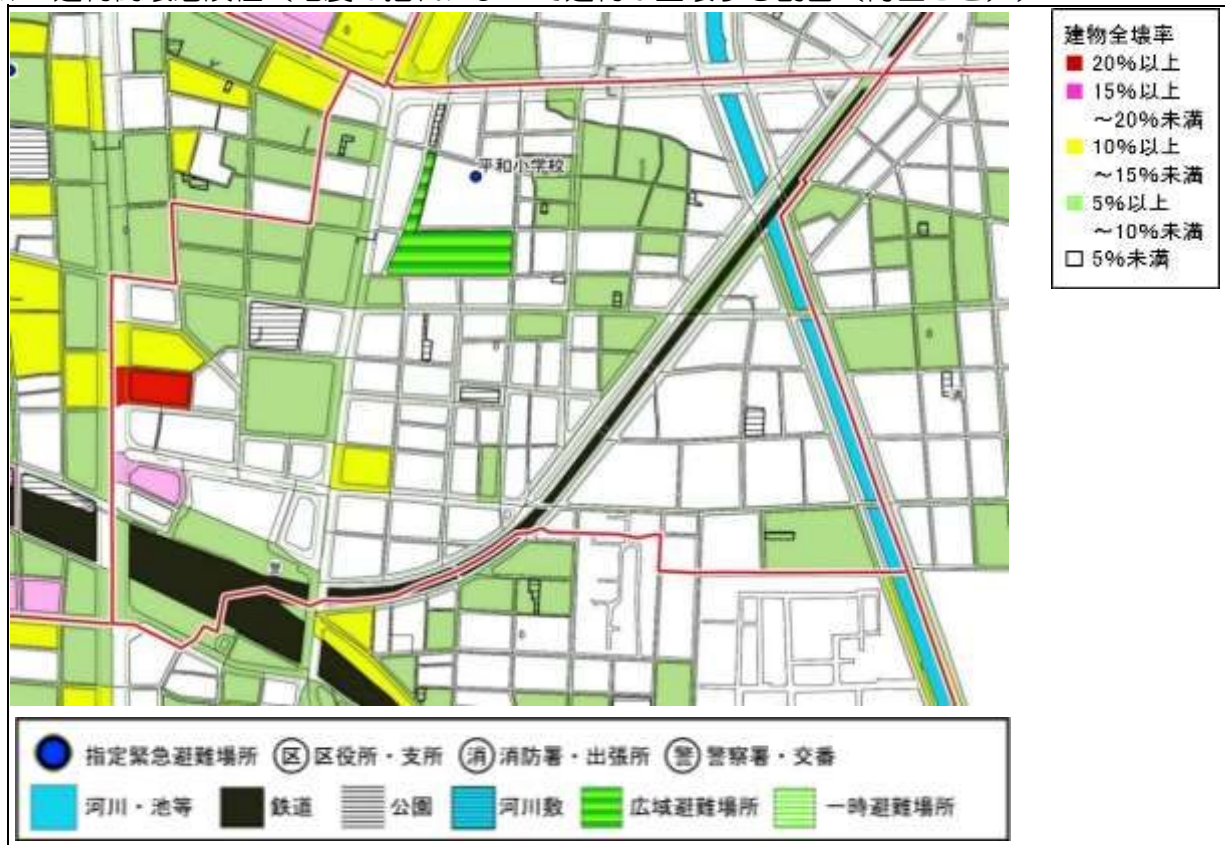 建物全壊率
20%以上
15%以上
～20%未満
10%以上
～15%未満
5%以上
～10%未満
5%未満
平和小学校
指定緊急避難場所 区 区役所・支所 消 消防署・出張所 警 警察署・交番
河川・池等 鉄道 公園 河川敷 広域避難場所 一時避難場所